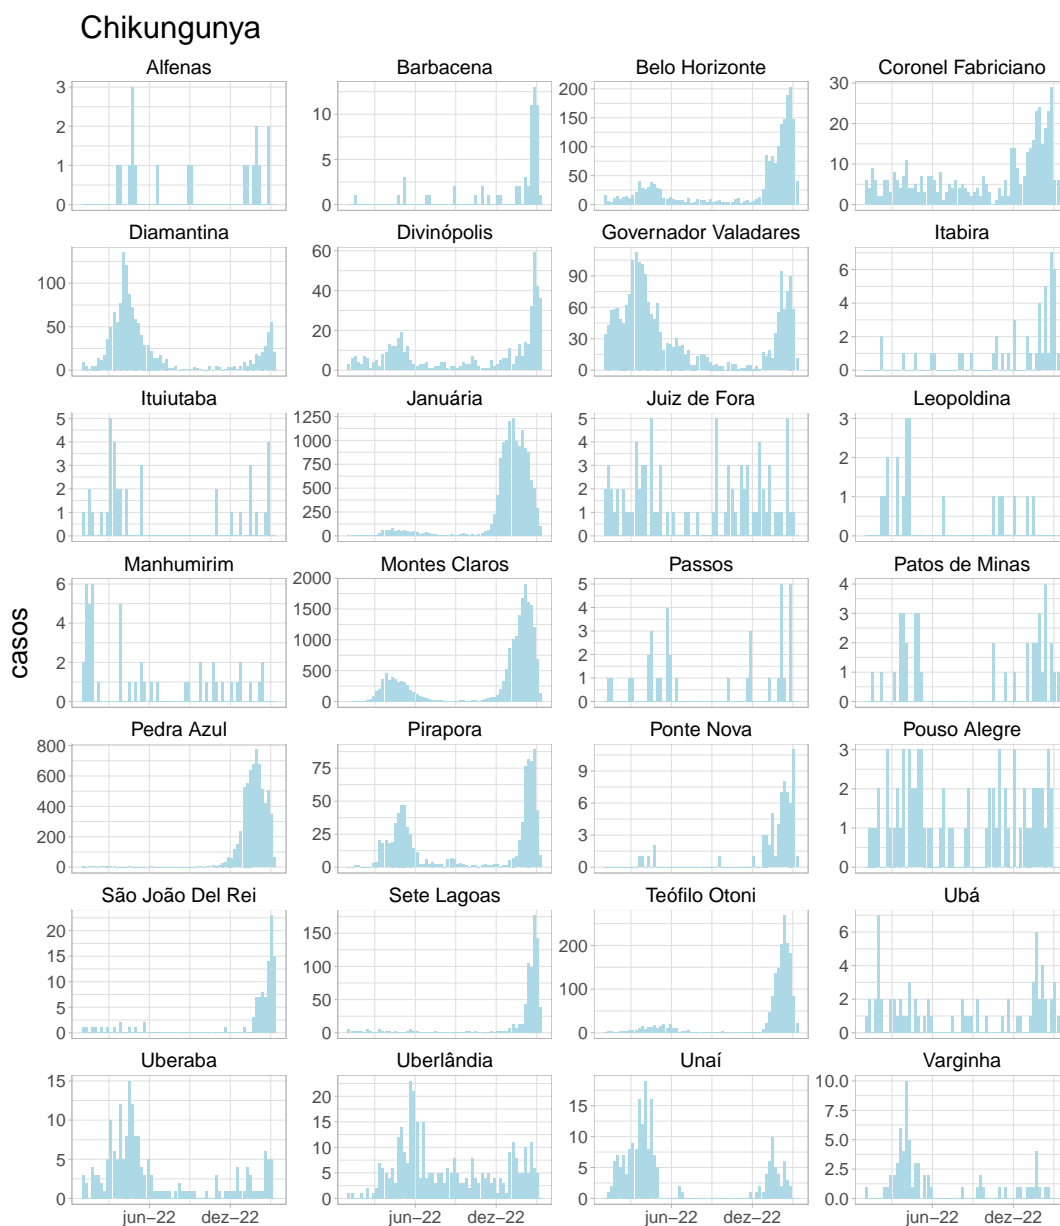 Chikungunya
Alfenas Barbacena Belo Horizonte Coronel Fabriciano
3 2 1 0 10 5 0 200 150 100 50 0 30 20 10 0
Diamantina Divinópolis Governador Valadares Itabira
100 50 0 60 40 20 0 90 60 30 0 6 4 2 0
Ituiutaba Januária Juiz de Fora Leopoldina
5 4 3 2 1 0 1250 1000 750 500 250 0 5 4 3 2 1 0 3 2 1 0
Manhumirim Montes Claros Passos Patos de Minas
6 4 2 0 2000 1500 1000 500 0 5 4 3 2 1 0 4 3 2 1 0
casos
Pedra Azul Pirapora Ponte Nova Pouso Alegre
800 600 400 200 0 75 50 25 0 9 6 3 0 3 2 1 0
São João Del Rei Sete Lagoas Teófilo Otoni Ubá
20 15 10 5 0 150 100 50 0 200 100 0 6 4 2 0
Uberaba Uberlândia Unaí Varginha
15 10 5 0 20 15 10 5 0 15 10 5 0 10.0 7.5 5.0 2.5 0.0
jun−22 dez−22 jun−22 dez−22 jun−22 dez−22 jun−22 dez−22